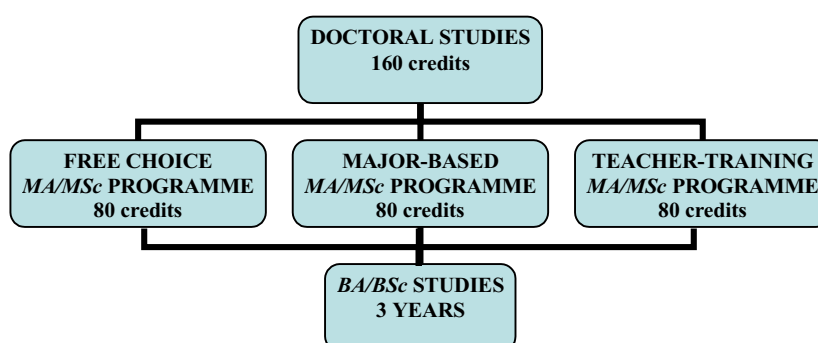 DOCTORAL STUDIES
160 credits
FREE CHOICE
MA/MSc PROGRAMME
80 credits
MAJOR-BASED
MA/MSc PROGRAMME
80 credits
TEACHER-TRAINING
MA/MSc PROGRAMME
80 credits
BA/BSc STUDIES
3 YEARS